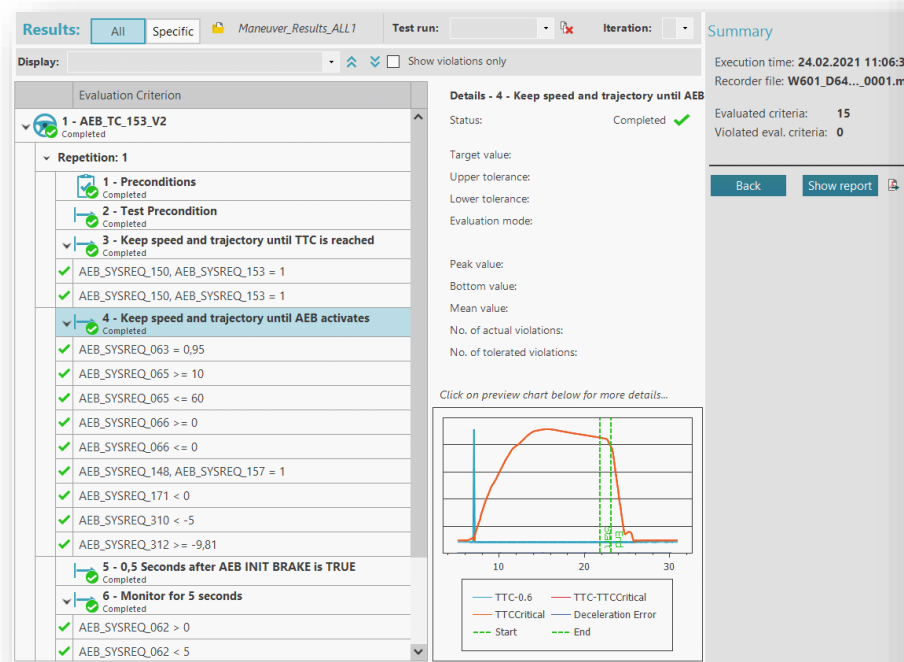 Results: All Specific Maneuver_Results_ALL1 Test run: Iteration:
Display: Show violations only
Evaluation Criterion
1 - AEB_TC_153_V2
Completed
Repetition: 1
1 - Preconditions
Completed
2 - Test Precondition
Completed
3 - Keep speed and trajectory until TTC is reached
Completed
AEB_SYSREQ_150, AEB_SYSREQ_153 = 1
AEB_SYSREQ_150, AEB_SYSREQ_153 = 1
4 - Keep speed and trajectory until AEB activates
Completed
AEB_SYSREQ_063 = 0,95
AEB_SYSREQ_065 >= 10
AEB_SYSREQ_065 <= 60
AEB_SYSREQ_066 >= 0
AEB_SYSREQ_066 <= 0
AEB_SYSREQ_148, AEB_SYSREQ_157 = 1
AEB_SYSREQ_171 < 0
AEB_SYSREQ_310 < -5
AEB_SYSREQ_312 >= -9,81
5 - 0,5 Seconds after AEB INIT BRAKE is TRUE
Completed
6 - Monitor for 5 seconds
Completed
AEB_SYSREQ_062 > 0
AEB_SYSREQ_062 < 5
Details - 4 - Keep speed and trajectory until AEB
Status: Completed
Target value:
Upper tolerance:
Lower tolerance:
Evaluation mode:
Peak value:
Bottom value:
Mean value:
No. of actual violations:
No. of tolerated violations:
Click on preview chart below for more details...
Start
End
10 20 30
TTC-0.6 TTC-TTCCritical
TTCCritical Deceleration Error
Start End
Summary
Execution time: 24.02.2021 11:06:3
Recorder file: W601_D64..._0001.m
Evaluated criteria: 15
Violated eval. criteria: 0
Back Show report